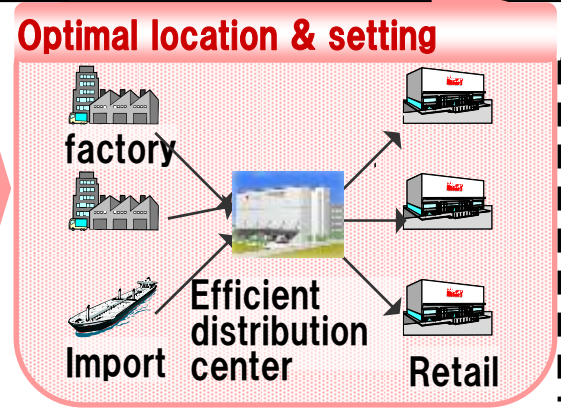 Optimal location & setting
factory
Efficient
distribution
center
Import
Retail